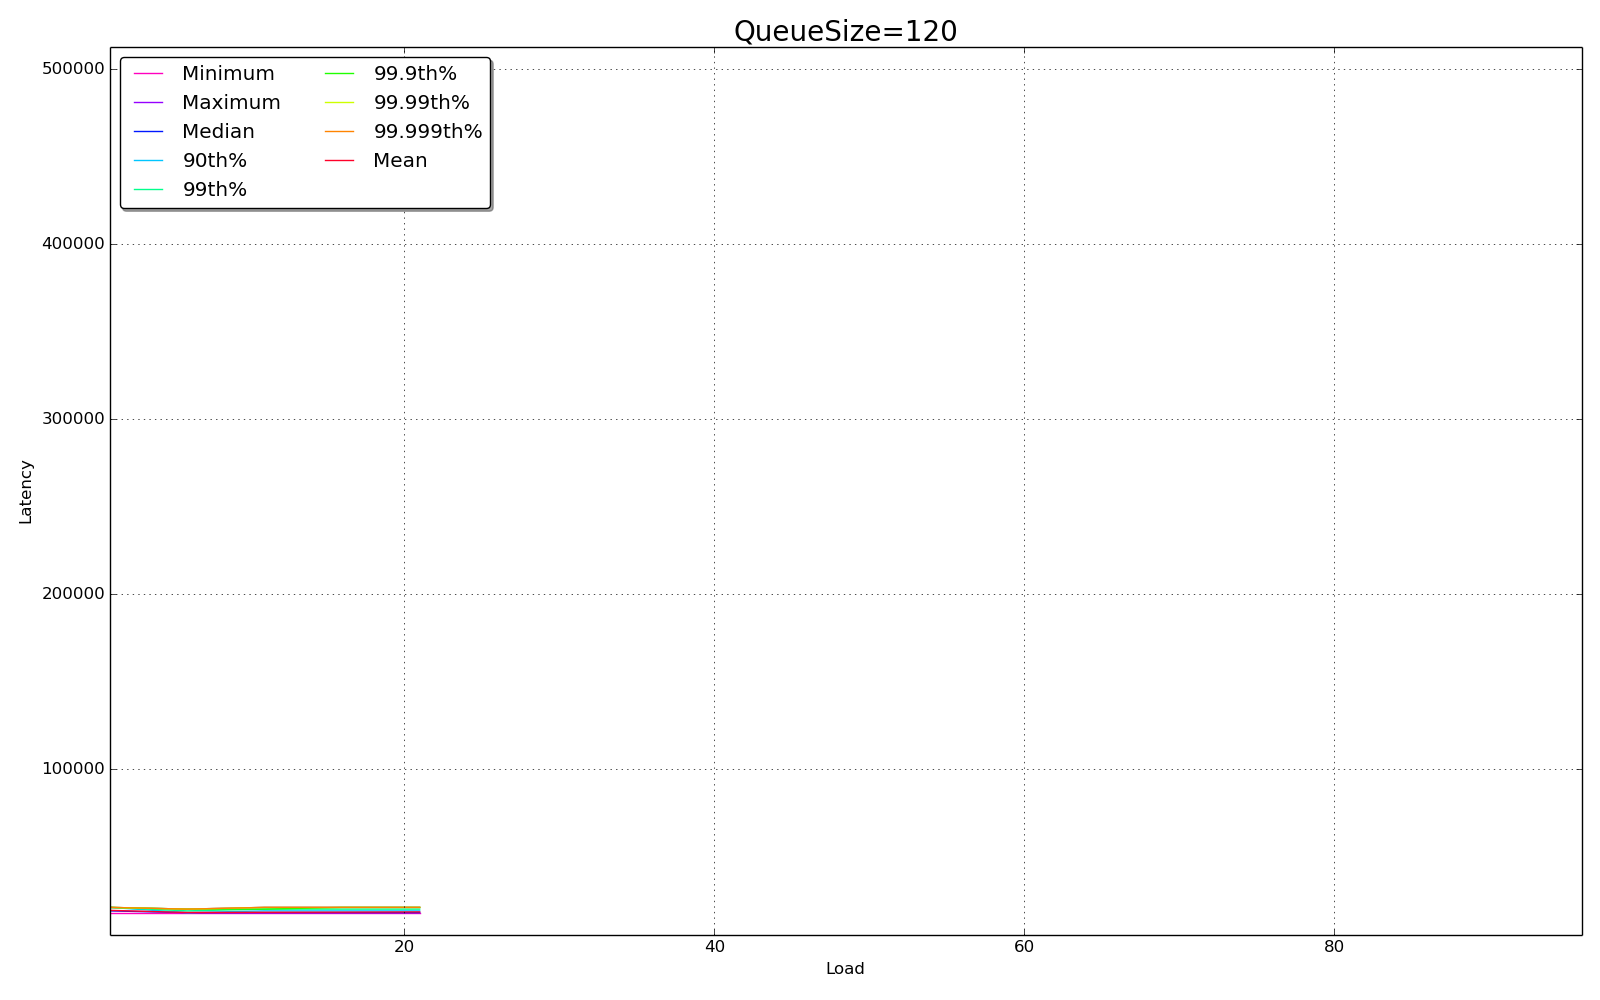 QueueSize=120
500000
400000
300000
200000
100000
Minimum
Maximum
Median
90th%
99th%
99.9th%
99.99th%
99.999th%
Mean
Latency
20
40
60
80
Load